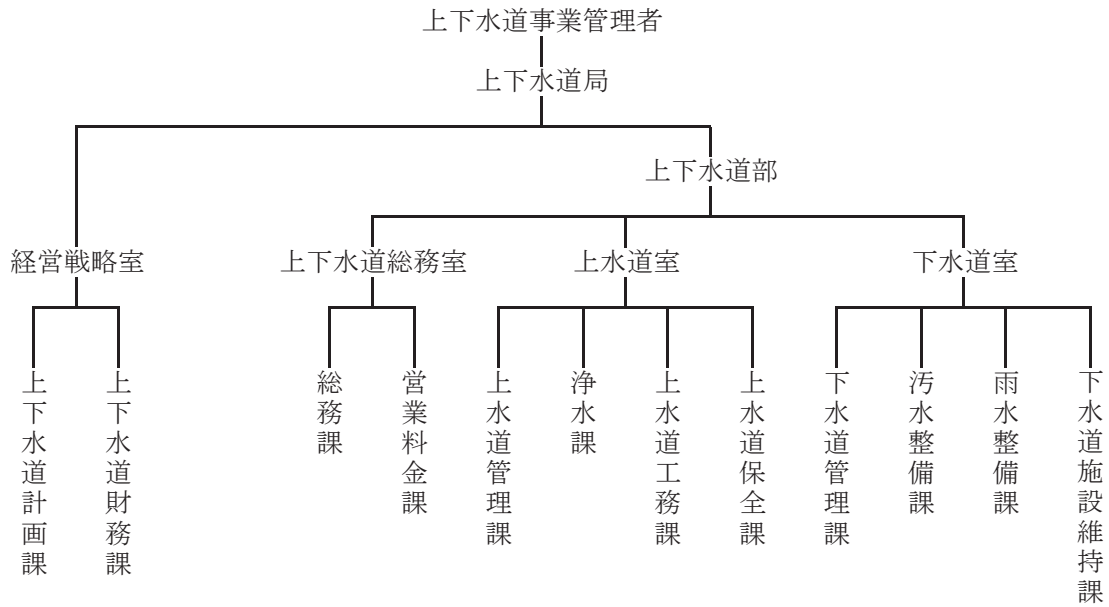 上下水道事業管理者
上下水道局
上下水道部
経営戦略室
上下水道総務室
上水道室
下水道室
上下水道計画課
上下水道財務課
総務課
営業料金課
上水道管理課
浄水課
上水道工務課
上水道保全課
下水道管理課
汚水整備課
雨水整備課
下水道施設維持課